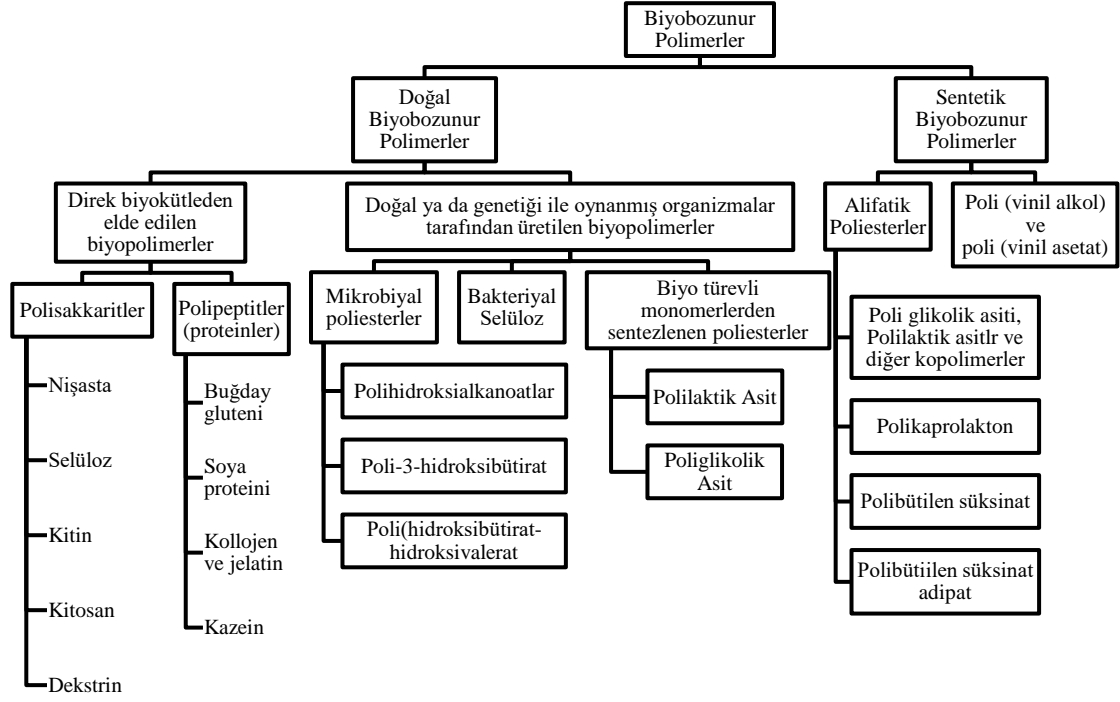 Biyobozunur
Polimerler
Doğal
Biyobozunur
Polimerler
Sentetik
Biyobozunur
Polimerler
Direk biyokütleden
elde edilen
biyopolimerler
Doğal ya da genetiği ile oynanmış organizmalar
tarafından üretilen biyopolimerler
Alifatik
Poliesterler
Poli (vinil alkol)
ve
poli (vinil asetat)
Polisakkaritler
Polipeptitler
(proteinler)
Mikrobiyal
poliesterler
Bakteriyal
Selüloz
Biyo türevli
monomerlerden
sentezlenen poliesterler
Nişasta
Selüloz
Kitin
Kitosan
Dekstrin
Buğday
gluteni
Soya
proteini
Kollojen
ve jelatin
Kazein
Polihidroksialkanoatlar
Poli-3-hidroksibütirat
Poli(hidroksibütirat-
hidroksivalerat
Polilaktik Asit
Poliglikolik
Asit
Poli glikolik asiti,
Polilaktik asitlr ve
diğer kopolimerler
Polikaprolakton
Polibütilen süksinat
Polibütiilen süksinat
adipat